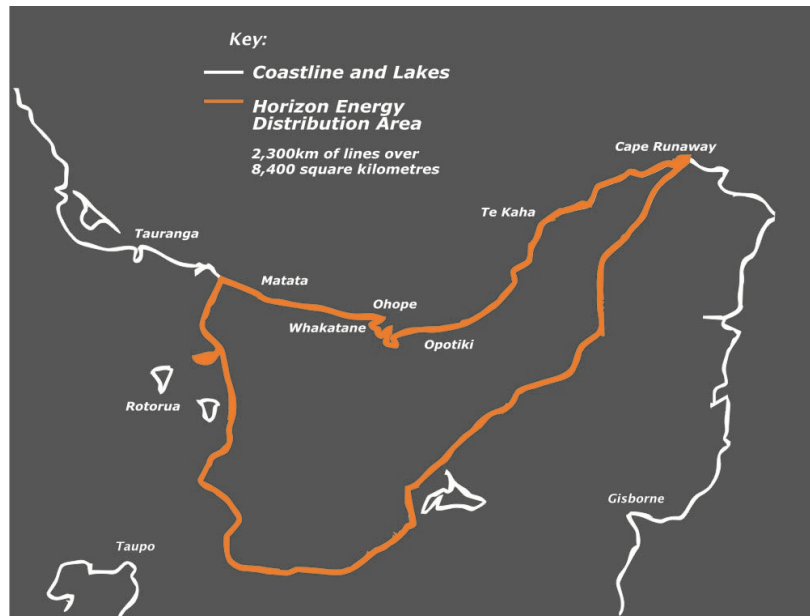 Key:
Coastline and Lakes
Horizon Energy
Distribution Area
2,300km of lines over
8,400 square kilometres
Cape Runaway
Te Kaha
Tauranga
Matata
Ohope
Whakatane
Opotiki
Rotorua
Gisborne
Taupo